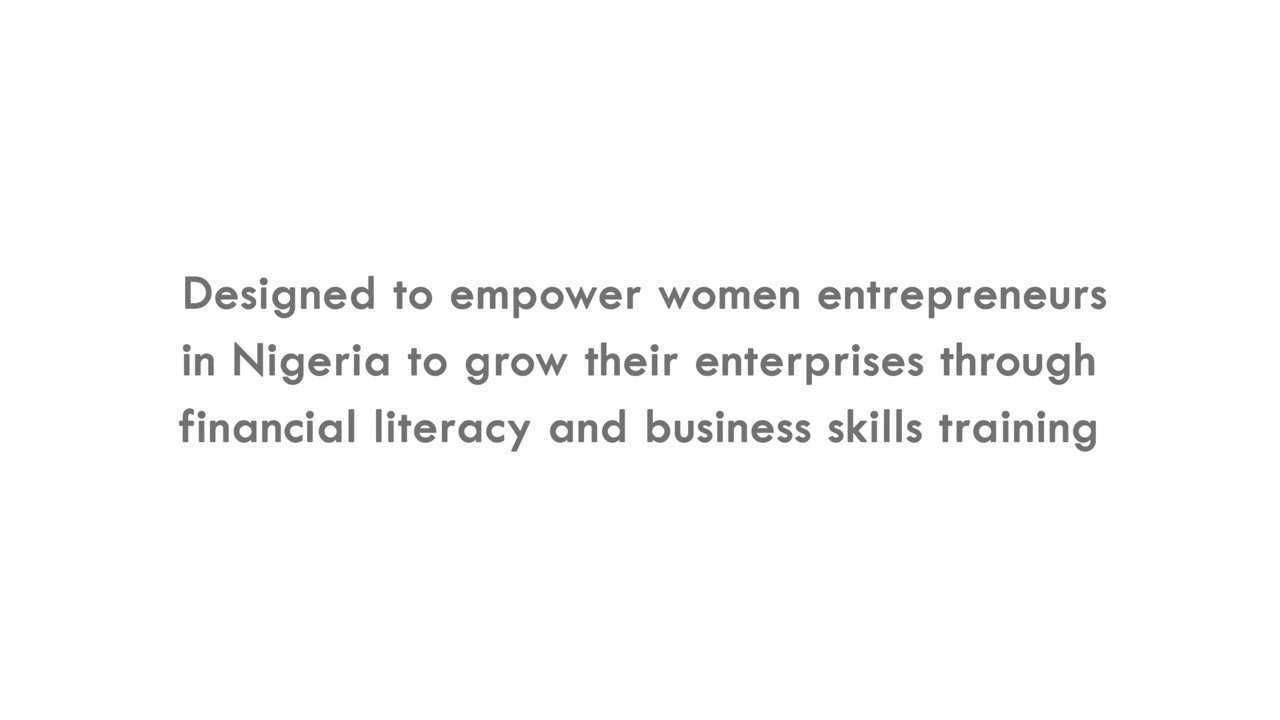 Designed to empower women entrepreneurs
in Nigeria to grow their enterprises through
financial literacy and business skills training